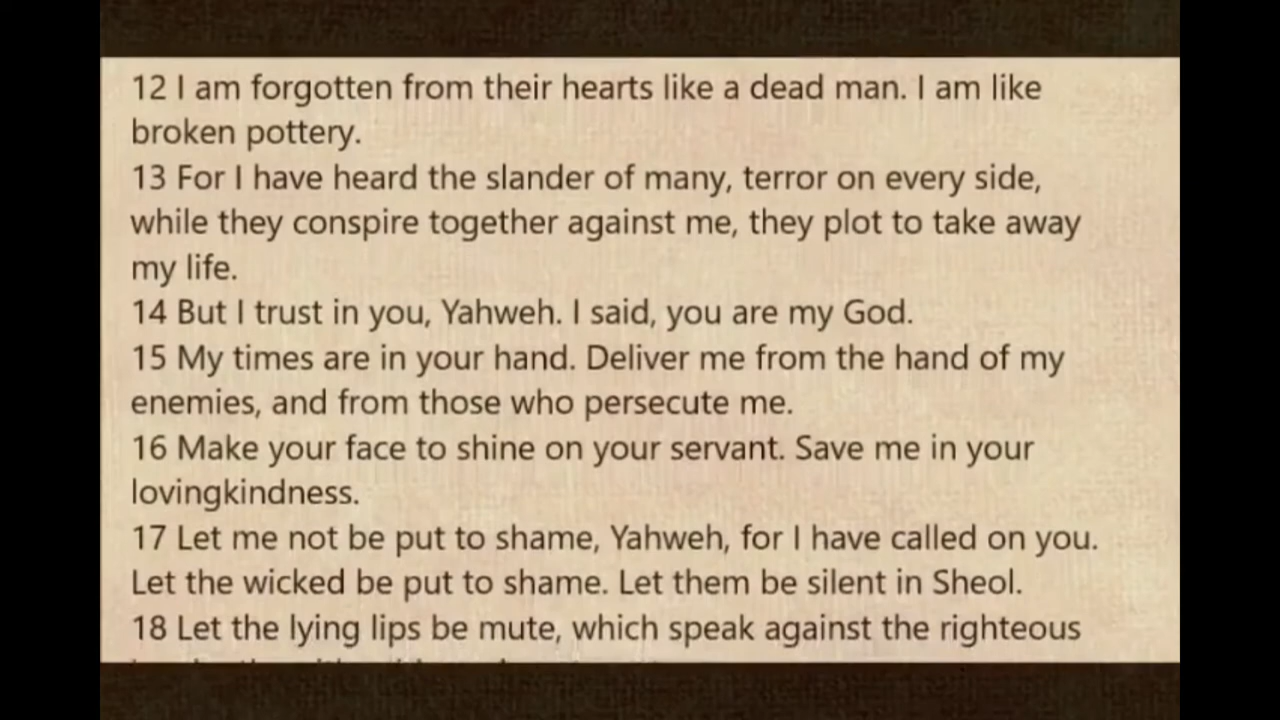 12 I am forgotten from their hearts like a dead man. I am like
broken pottery.
13 For I have heard the slander of many, terror on every side,
while they conspire together against me, they plot to take away
my life.
14 But I trust in you, Yahweh. I said, you are my God.
15 My times are in your hand. Deliver me from the hand of my
enemies, and from those who persecute me.
16 Make your face to shine on your servant. Save me in your
lovingkindness.
17 Let me not be put to shame, Yahweh, for I have called on you.
Let the wicked be put to shame. Let them be silent in Sheol.
18 Let the lying lips be mute, which speak against the righteous